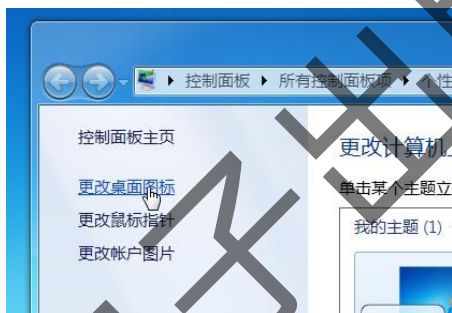 控制面板 ▸ 所有控制面板项 ▸ 个性
控制面板主页
更改计算机
更改桌面图标
单击某个主题立
更改鼠标指针
我的主题 (1)
更改帐户图片